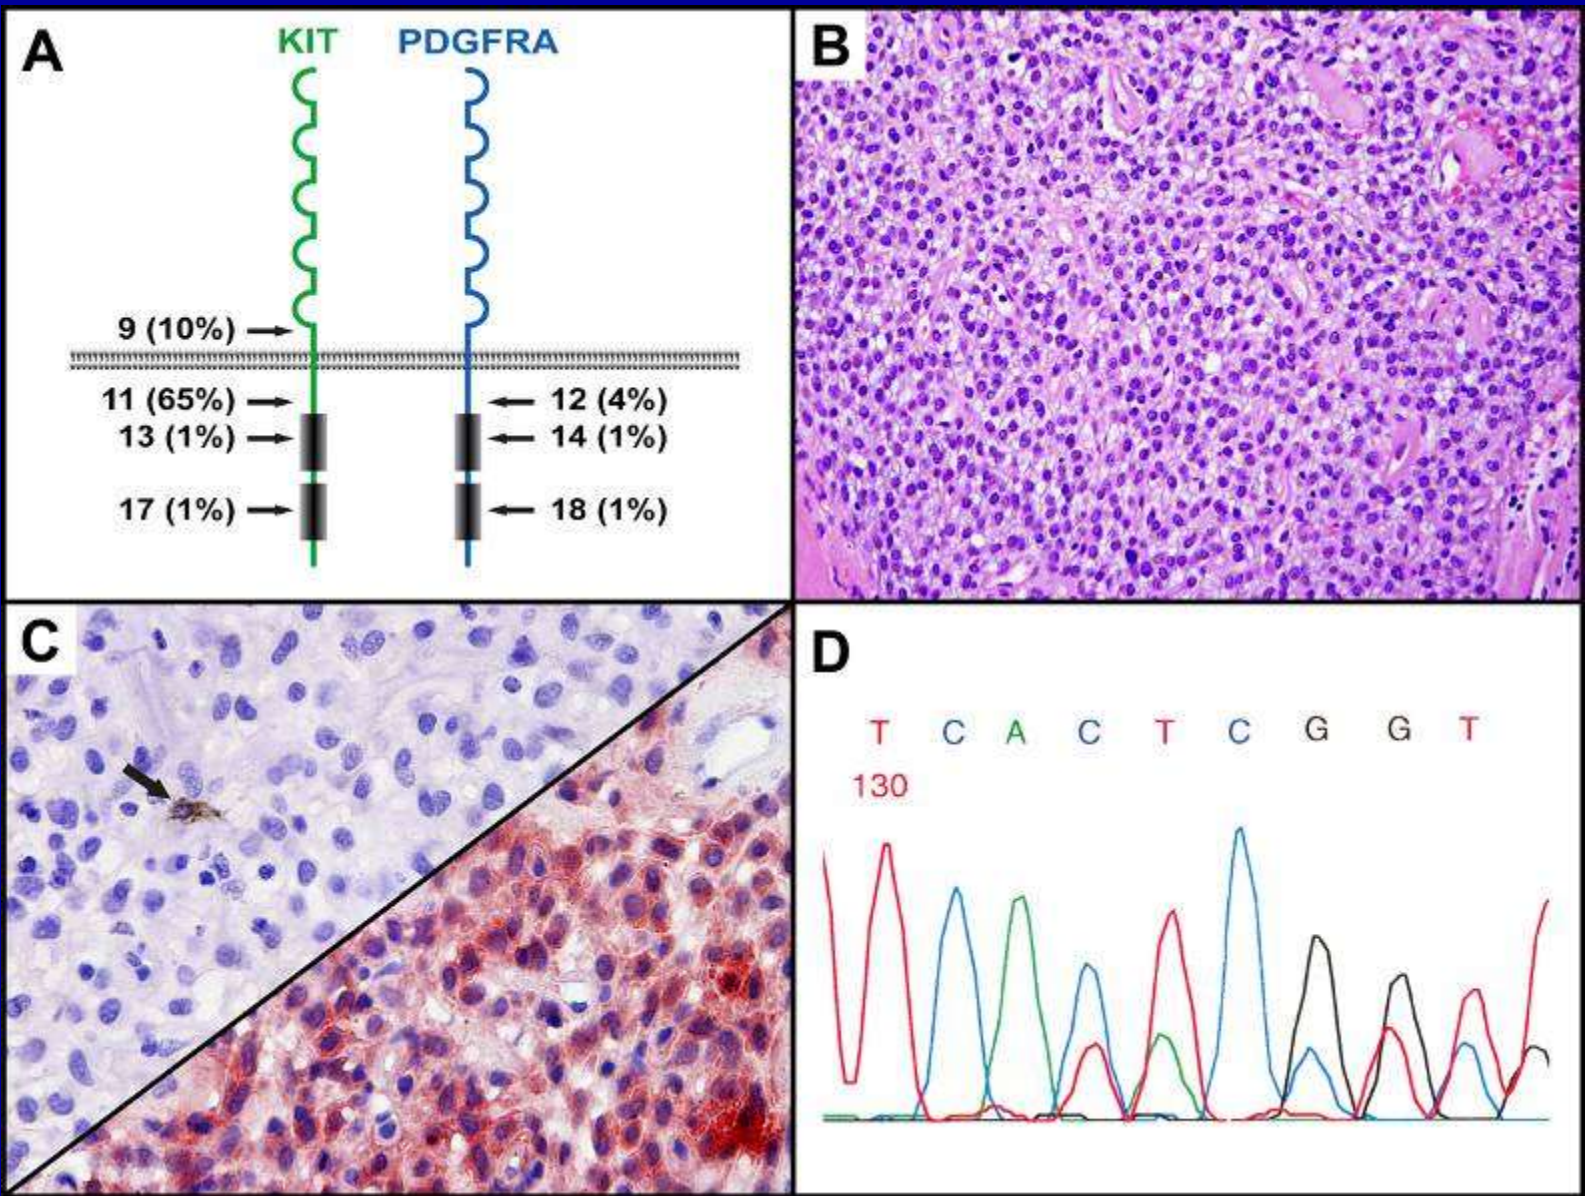 A
KIT PDGFRA
9 (10%)
11 (65%) 12 (4%)
13 (1%) 14 (1%)
17 (1%) 18 (1%)
B
C
D
T C A C T C G G T
130